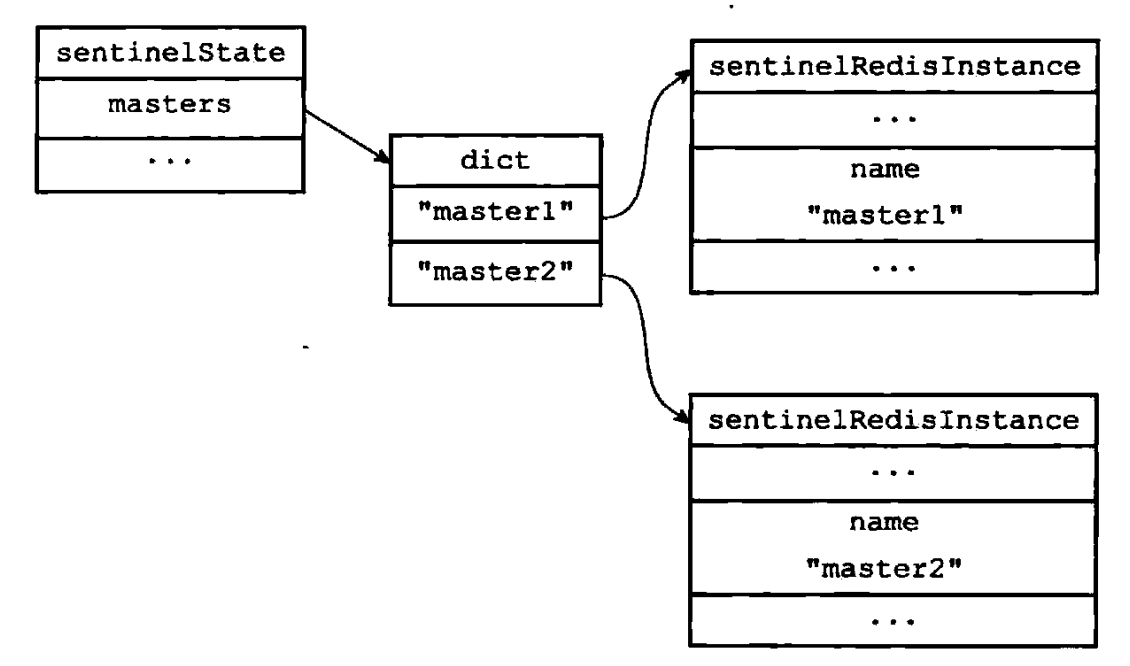 sentinelState
masters
...
dict
"master1"
"master2"
sentinelRedisInstance
...
name
"master1"
...
sentinelRedisInstance
...
name
"master2"
...